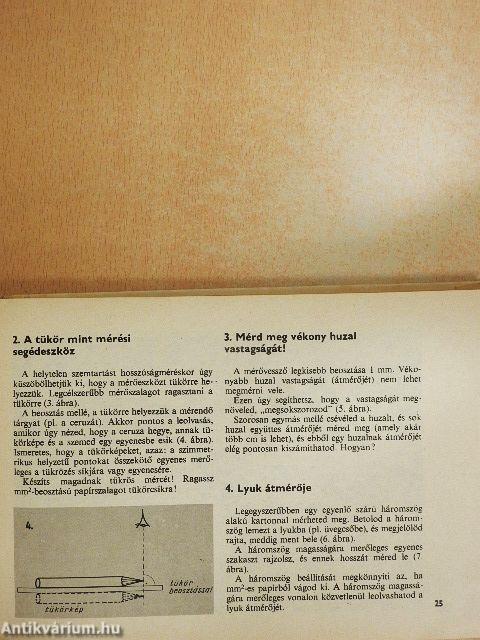 2. A tükör mint mérési
segédeszköz
A helytelen szemtartást hosszúságméréskor úgy
küszöbölhetjük ki, hogy a mérőeszközt tükörre he-
lyezzük. Legcélszerűbb mérőszalagot ragasztani a
tükörre (3. ábra).
A beosztás mellé, a tükörre helyezzük a mérendő
tárgyat (pl. a ceruzát). Akkor pontos a leolvasás,
amikor úgy nézed, hogy a ceruza hegye, annak tü-
körképe és a szemed egy egyenesbe esik (4. ábra).
Ismeretes, hogy a tükörképeket, azaz: a szimmet-
rikus helyzetű pontokat összekötő egyenes merő-
leges a tükrözés síkjára vagy egyenesére.
Készíts magadnak tükrös mércét! Ragassz
mm²-beosztású papírszalagot tükörcsíkra!
4.
tükör
beosztással
tükörkép
3. Mérd meg vékony huzal
vastagságát!
A mérővessző legkisebb beosztása 1 mm. Véko-
nyabb huzal vastagságát (átmérőjét) nem lehet
megmérni vele.
Ezen úgy segíthetsz, hogy a vastagságát meg-
növeled, „megsokszorozod" (5. ábra).
Szorosan egymás mellé csévéled a huzalt, és sok
huzal együttes átmérőjét méred meg (amely akár
több cm is lehet), és ebből egy huzalnak átmérőjét
elég pontosan kiszámíthatod. Hogyan?
4. Lyuk átmérője
Legegyszerűbben egy egyenlő szárú háromszög
alakú kartonnal mérheted meg. Betolod a három-
szög lemezt a lyukba (pl. üvegcsőbe), és megjelölöd
rajta, meddig ment bele (6. ábra).
A háromszög magasságára merőleges egyenes
szakaszt rajzolsz, és ennek hosszát méred le (7.
ábra).
A háromszög beállítását megkönnyíti az, ha
mm²-es papírból vágod ki. A háromszög magassá-
gára merőleges vonalon közvetlenül leolvashatod a
lyuk átmérőjét.
25
© Antikvárium.hu
Antikvárium.hu